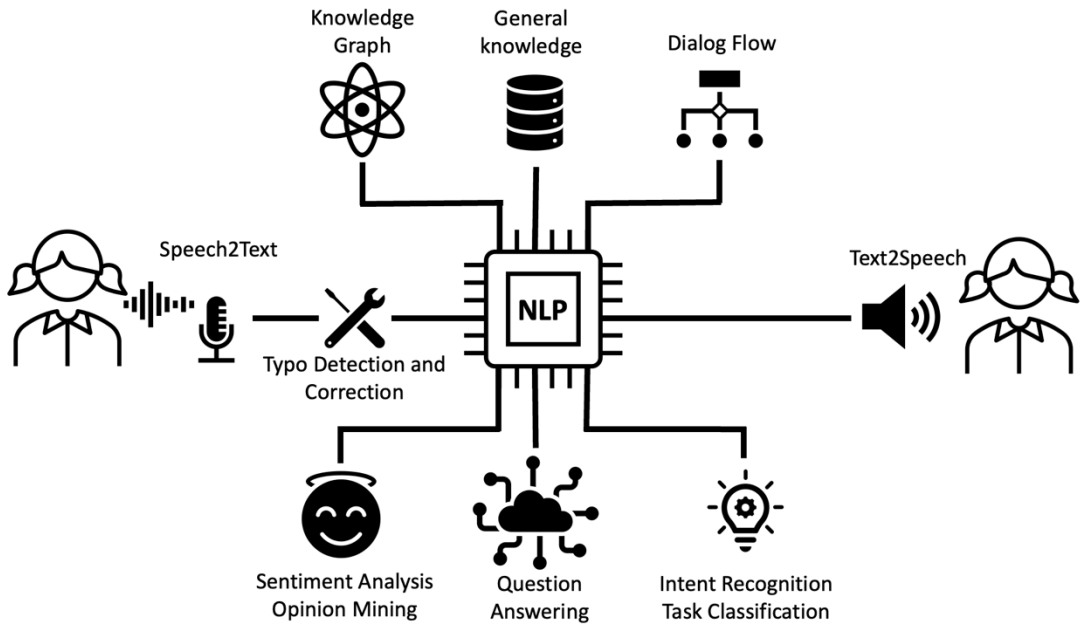 Knowledge
Graph
General
knowledge
Dialog Flow
Speech2Text
Text2Speech
NLP
Typo Detection and
Correction
Sentiment Analysis
Opinion Mining
Question
Answering
Intent Recognition
Task Classification